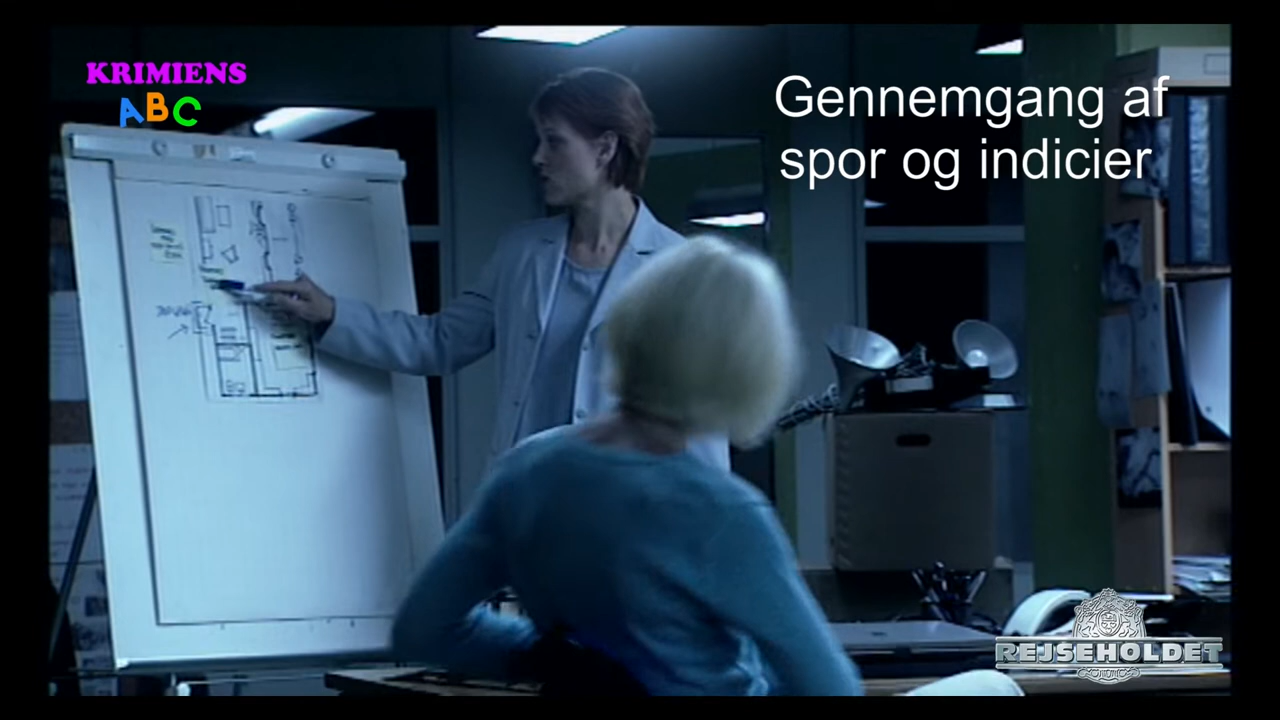 KRIMIENS
ABC
Gennemgang af
spor og indicier
REJSEHOLDET